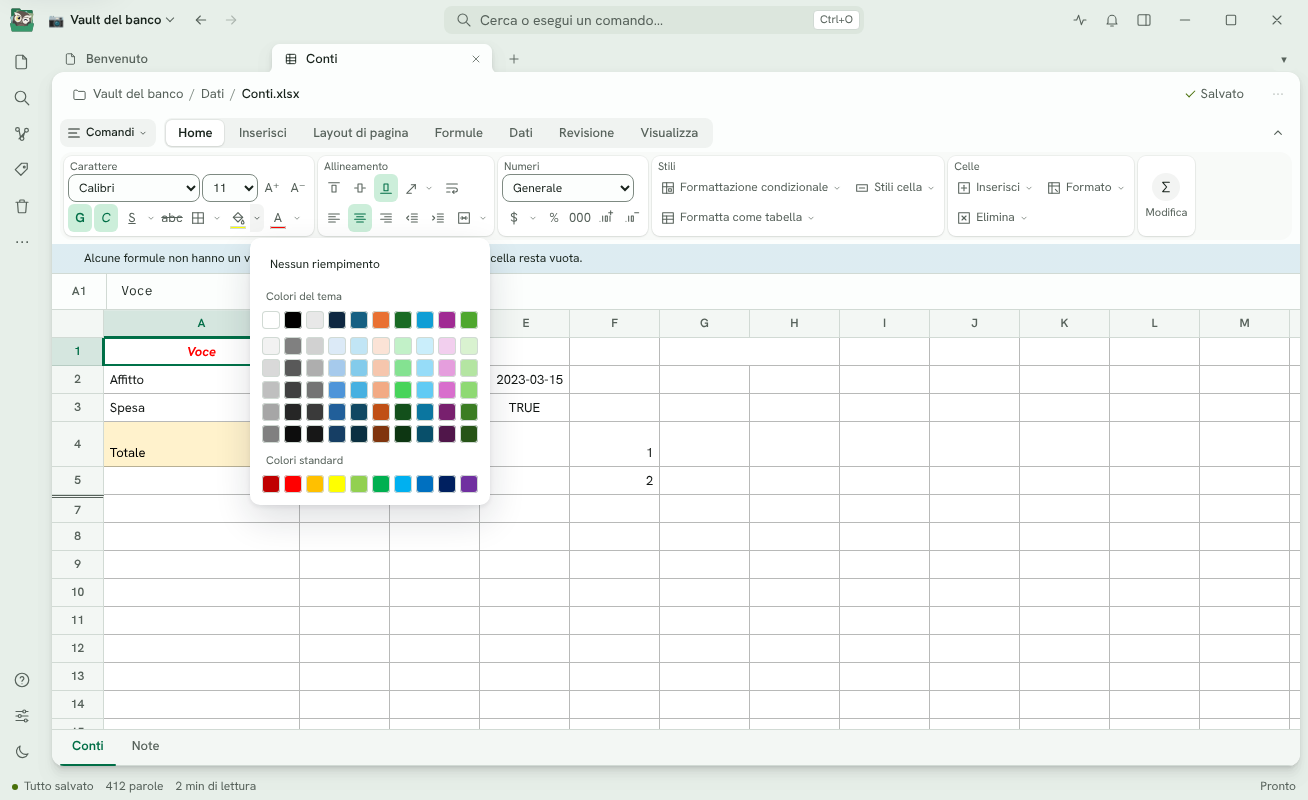 Vault del banco
Cerca o esegui un comando...
Ctrl+O
Benvenuto
Conti
Vault del banco / Dati / Conti.xlsx
Salvato
Comandi
Home
Inserisci
Layout di pagina
Formule
Dati
Revisione
Visualizza
Carattere
Calibri
11
A+
A-
G
C
S
abc
A
Allineamento
Numeri
Generale
$
%
000
Stili
Formattazione condizionale
Stili cella
Formatta come tabella
Celle
Inserisci
Formato
Elimina
Σ
Modifica
Alcune formule non hanno un
cella resta vuota.
Nessun riempimento
Colori del tema
Colori standard
A1
Voce
A
E
F
G
H
I
J
K
L
M
1
Voce
2
Affitto
2023-03-15
3
Spesa
TRUE
4
Totale
1
5
2
7
8
9
10
11
12
13
14
Conti
Note
Tutto salvato
412 parole
2 min di lettura
Pronto